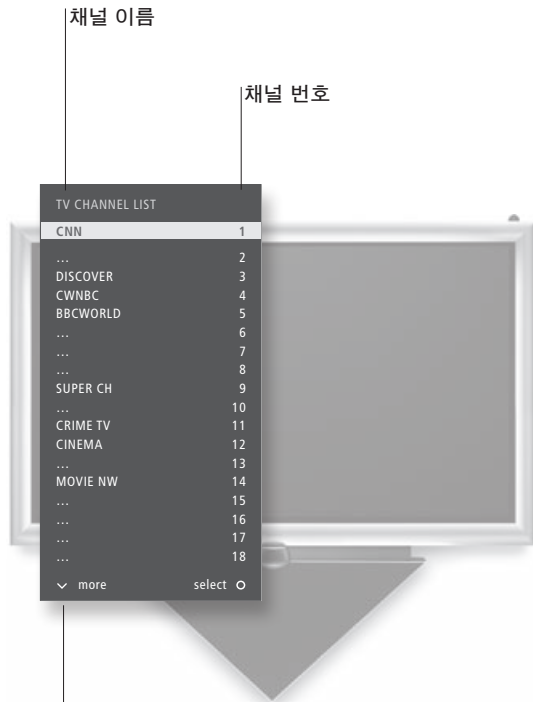 채널 이름
채널 번호
TV CHANNEL LIST
CNN 1
... 2
DISCOVER 3
CWNBC 4
BBCWORLD 5
... 6
... 7
... 8
SUPER CH 9
... 10
CRIME TV 11
CINEMA 12
... 13
MOVIE NW 14
... 15
... 16
... 17
... 18
more select